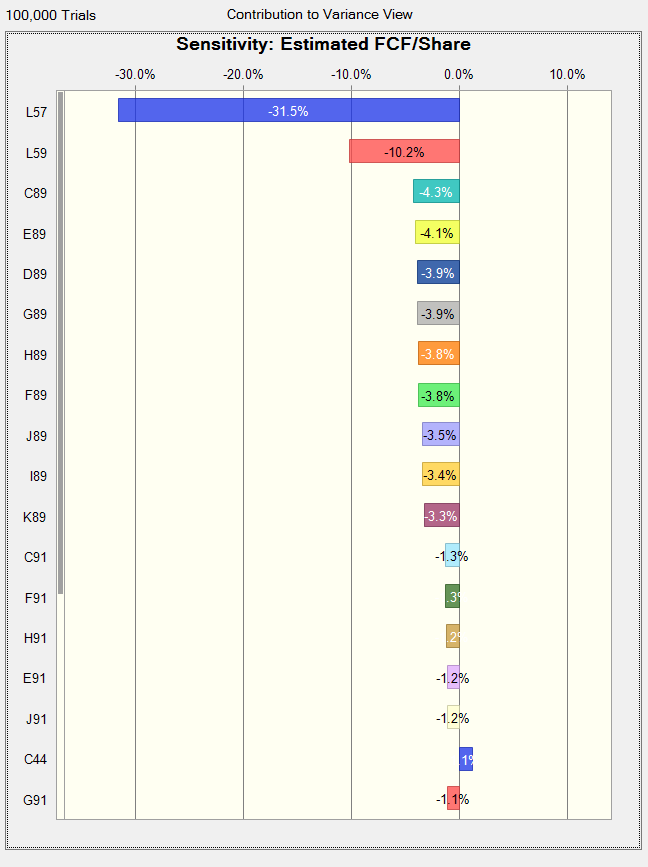 100,000 Trials
Contribution to Variance View
Sensitivity: Estimated FCF/Share
-30.0% -20.0% -10.0% 0.0% 10.0%
L57 -31.5%
L59 -10.2%
C89 -4.3%
E89 -4.1%
D89 -3.9%
G89 -3.9%
H89 -3.8%
F89 -3.8%
J89 -3.5%
I89 -3.4%
K89 -3.3%
C91 -1.3%
F91 .3%
H91 .2%
E91 -1.2%
J91 -1.2%
C44 .1%
G91 -1.1%